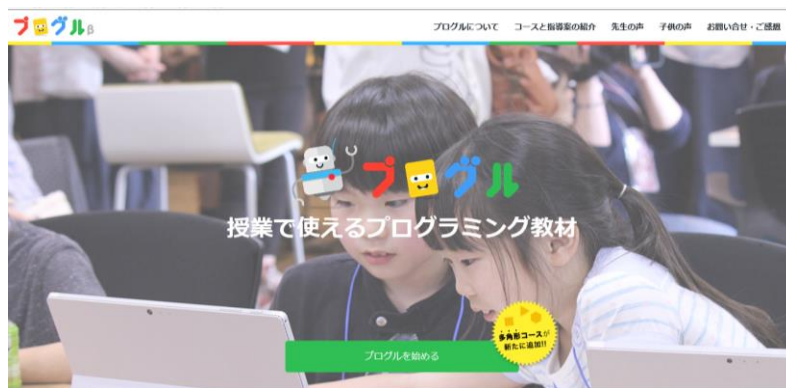 プログルβ
プログルについて
コースと指導案の紹介
先生の声
子供の声
お問い合せ・ご感想
プログル
授業で使えるプログラミング教材
プログルを始める
多角形コースが
新たに追加!!